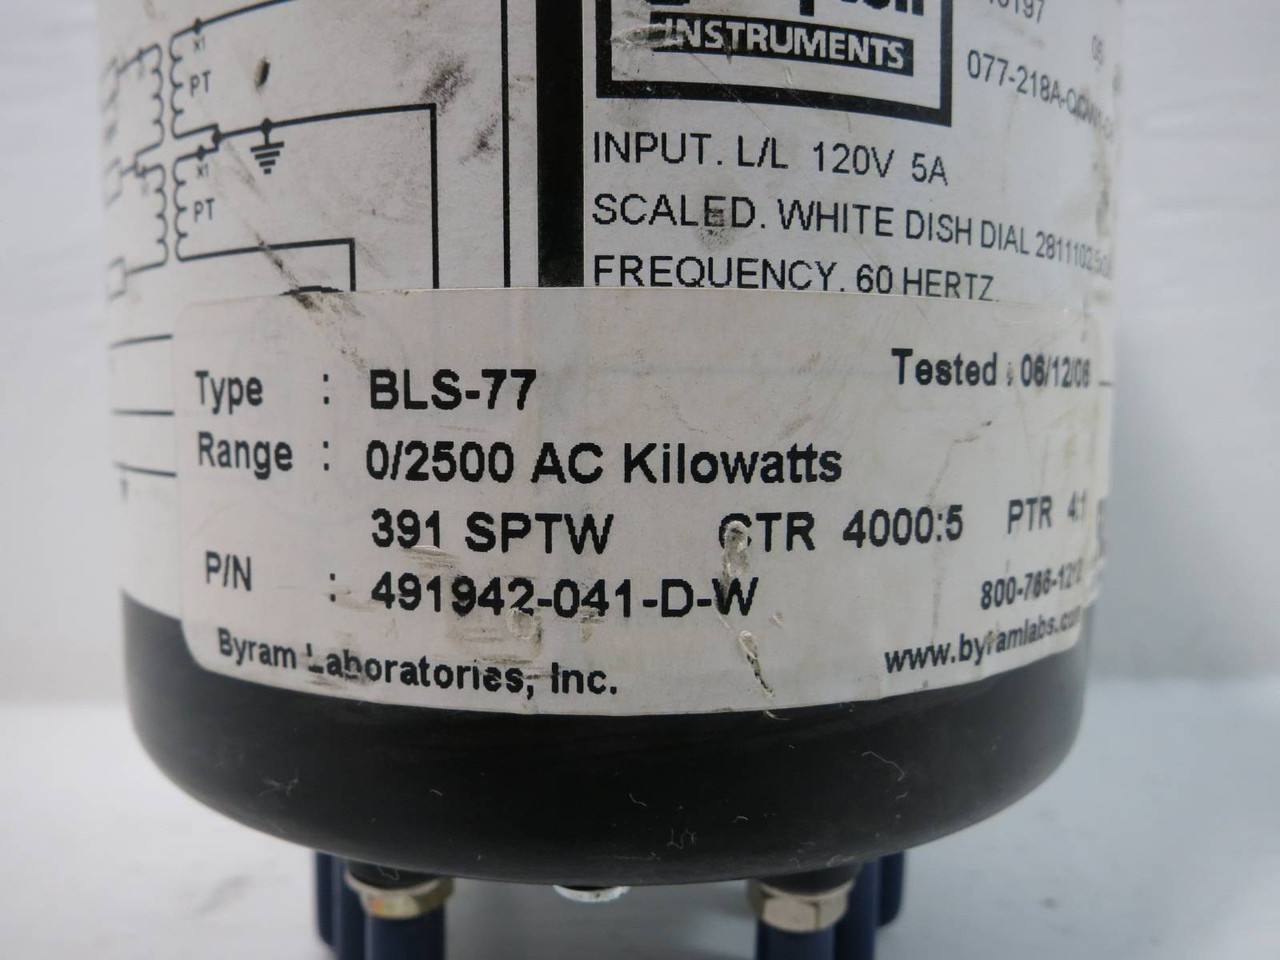 INSTRUMENTS
X1
PT
X1
PT
INPUT. L/L 120V 5A
SCALED. WHITE DISH DIAL
FREQUENCY. 60 HERTZ
Type : BLS-77
Tested : 06/12/06
Range : 0/2500 AC Kilowatts
391 SPTW CTR 4000:5 PTR 4:1
P/N : 491942-041-D-W
Byram Laboratories, Inc.
www.byramlabs.com